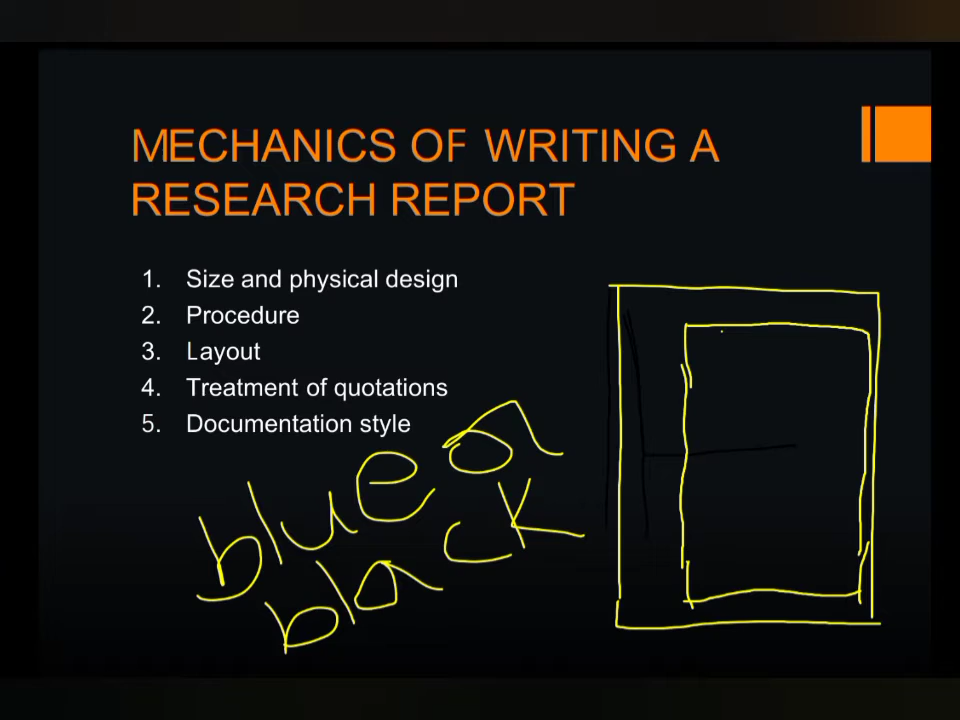 MECHANICS OF WRITING A
RESEARCH REPORT
1. Size and physical design
2. Procedure
3. Layout
4. Treatment of quotations
5. Documentation style
blue
black